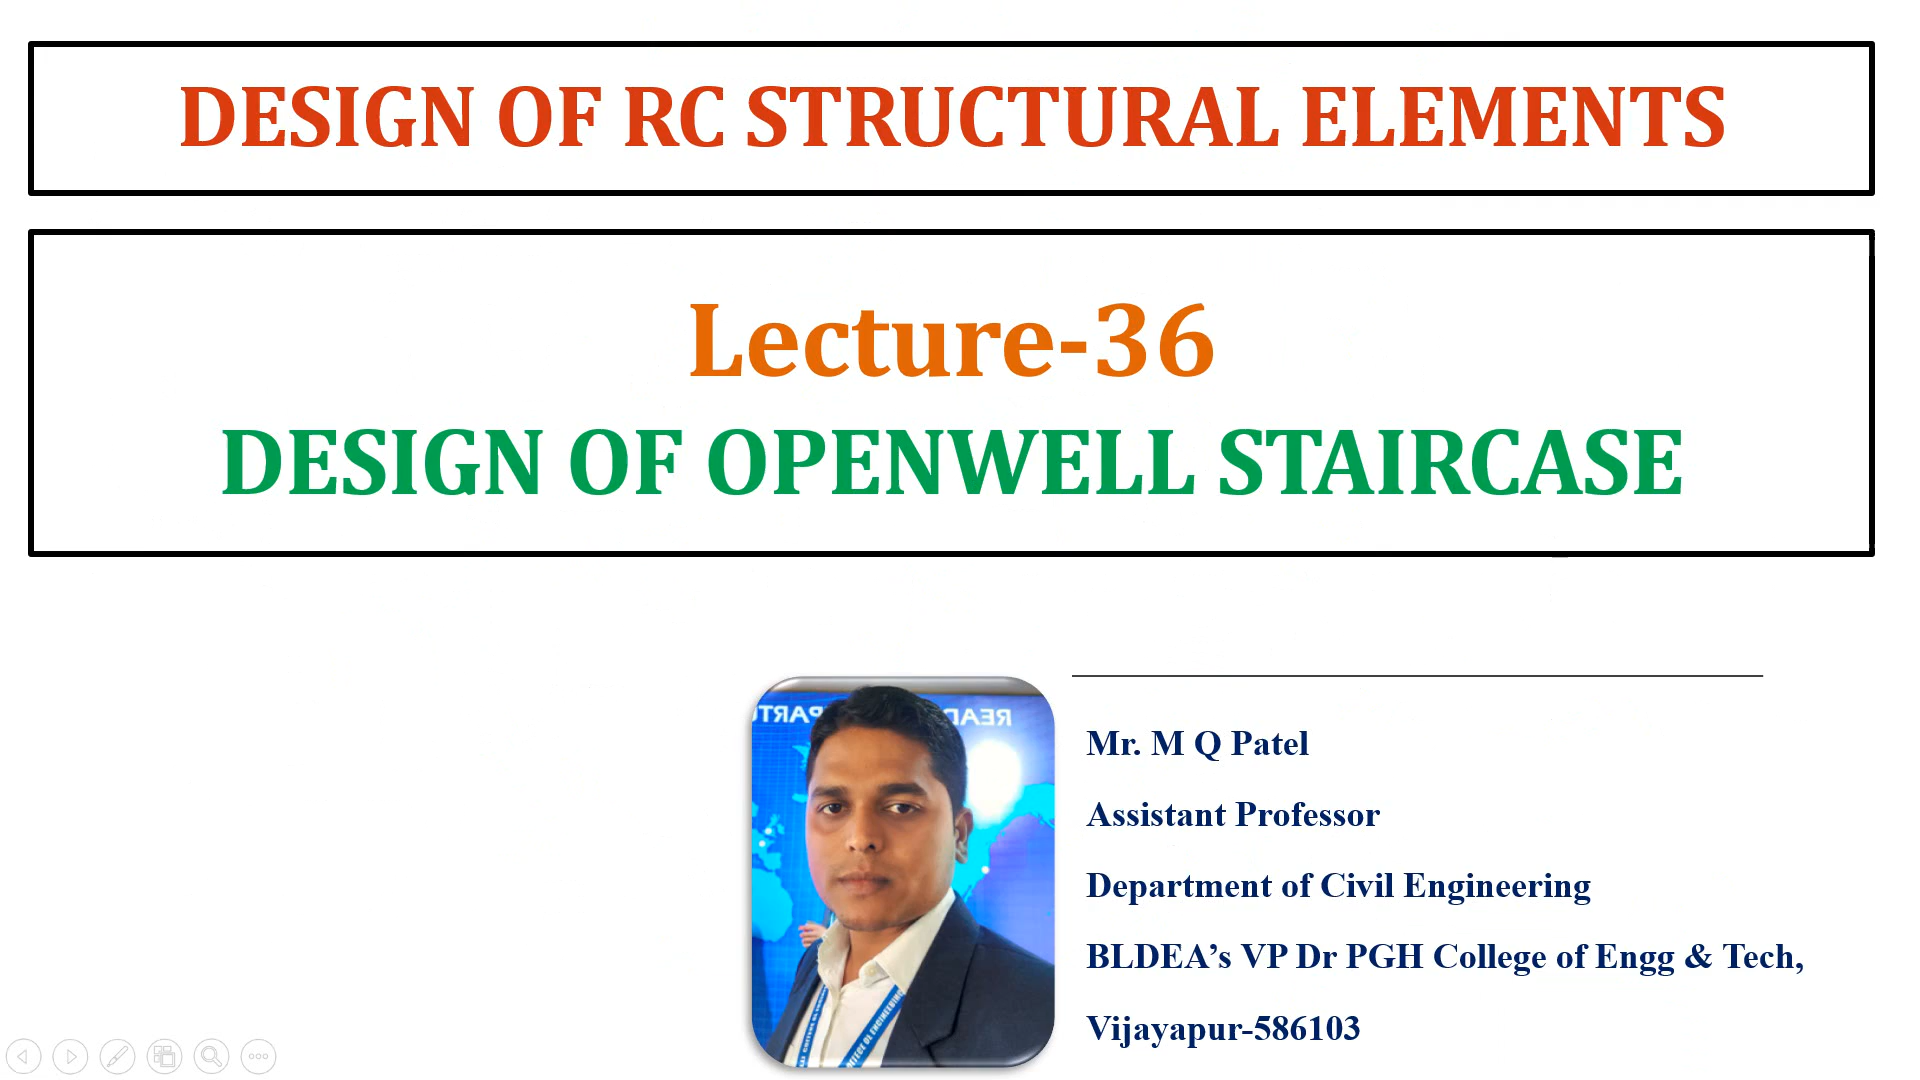 DESIGN OF RC STRUCTURAL ELEMENTS
Lecture-36
DESIGN OF OPENWELL STAIRCASE
Mr. M Q Patel
Assistant Professor
Department of Civil Engineering
BLDEA’s VP Dr PGH College of Engg & Tech,
Vijayapur-586103